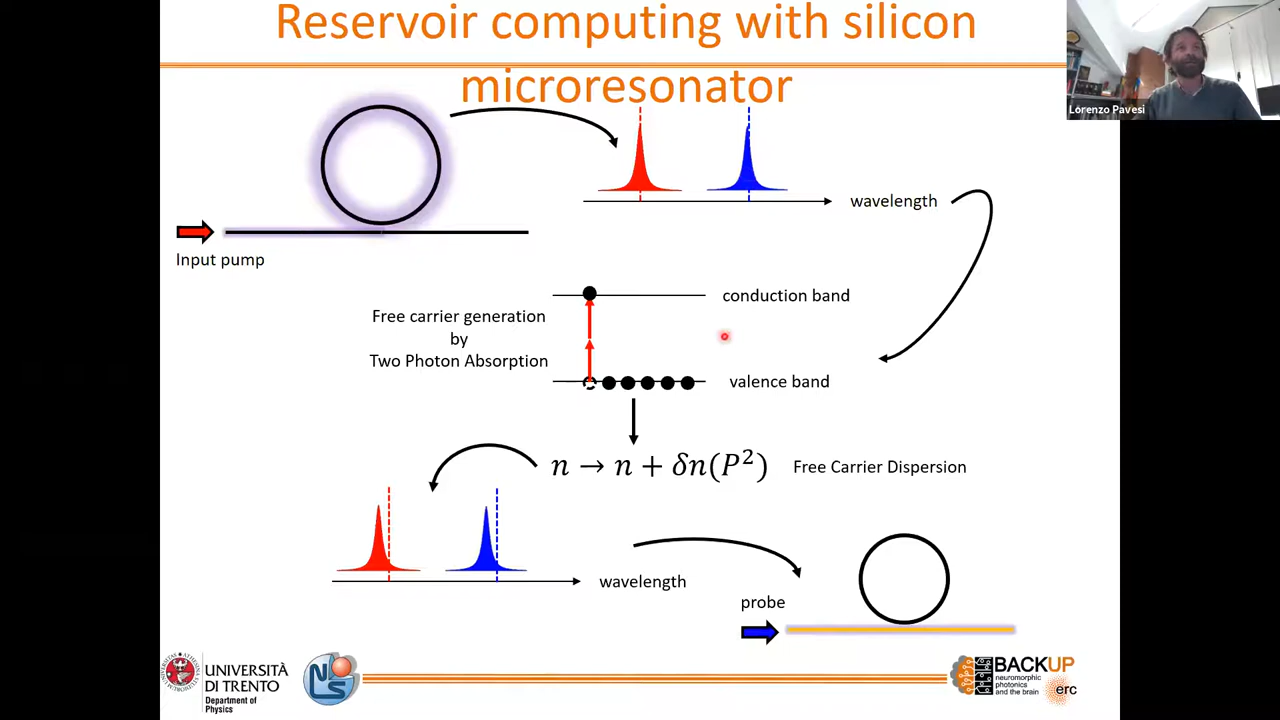 Reservoir computing with silicon
microresonator
Lorenzo Pavesi
wavelength
Input pump
conduction band
Free carrier generation
by
Two Photon Absorption
valence band
n → n + δn(P²)
Free Carrier Dispersion
wavelength
probe
UNIVERSITÀ
DI TRENTO
Department of
Physics
NLS
BACKUP
neuromorphic
photonics
and the brain
erc